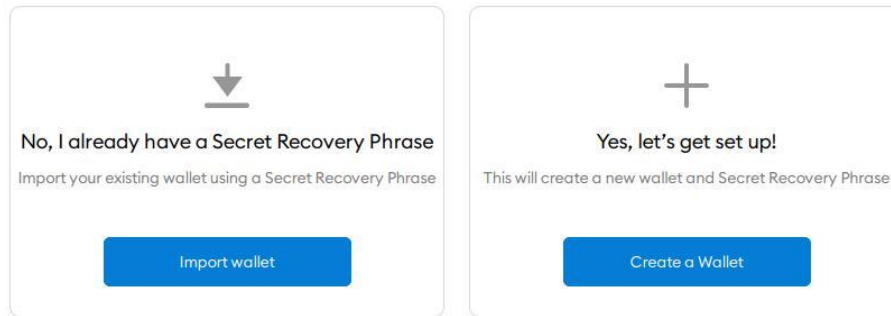 No, I already have a Secret Recovery Phrase
Import your existing wallet using a Secret Recovery Phrase
Import wallet
Yes, let's get set up!
This will create a new wallet and Secret Recovery Phrase
Create a Wallet